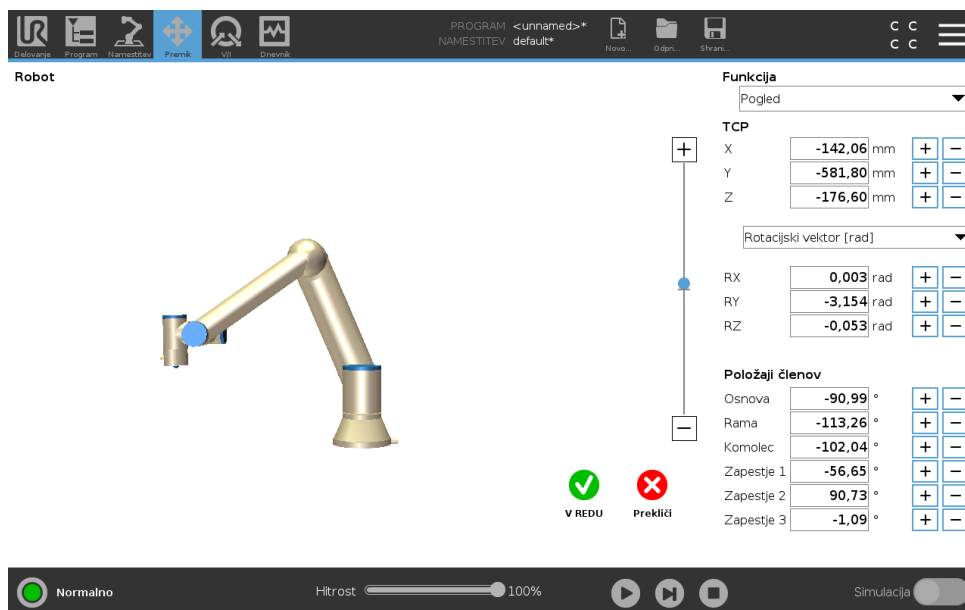 PROGRAM <unnamed>*
NAMESTITEV default*
Delovanje Program Namestitev Premik V/I Dnevnik Novo... Odpri... Shrani...
C C
C C
Robot
Funkcija
Pogled
TCP
X -142,06 mm + −
Y -581,80 mm + −
Z -176,60 mm + −
Rotacijski vektor [rad]
RX 0,003 rad + −
RY -3,154 rad + −
RZ -0,053 rad + −
Položaji členov
Osnova -90,99 ° + −
Rama -113,26 ° + −
Komolec -102,04 ° + −
Zapestje 1 -56,65 ° + −
Zapestje 2 90,73 ° + −
Zapestje 3 -1,09 ° + −
+
−
V REDU Prekliči
Normalno Hitrost 100% Simulacija